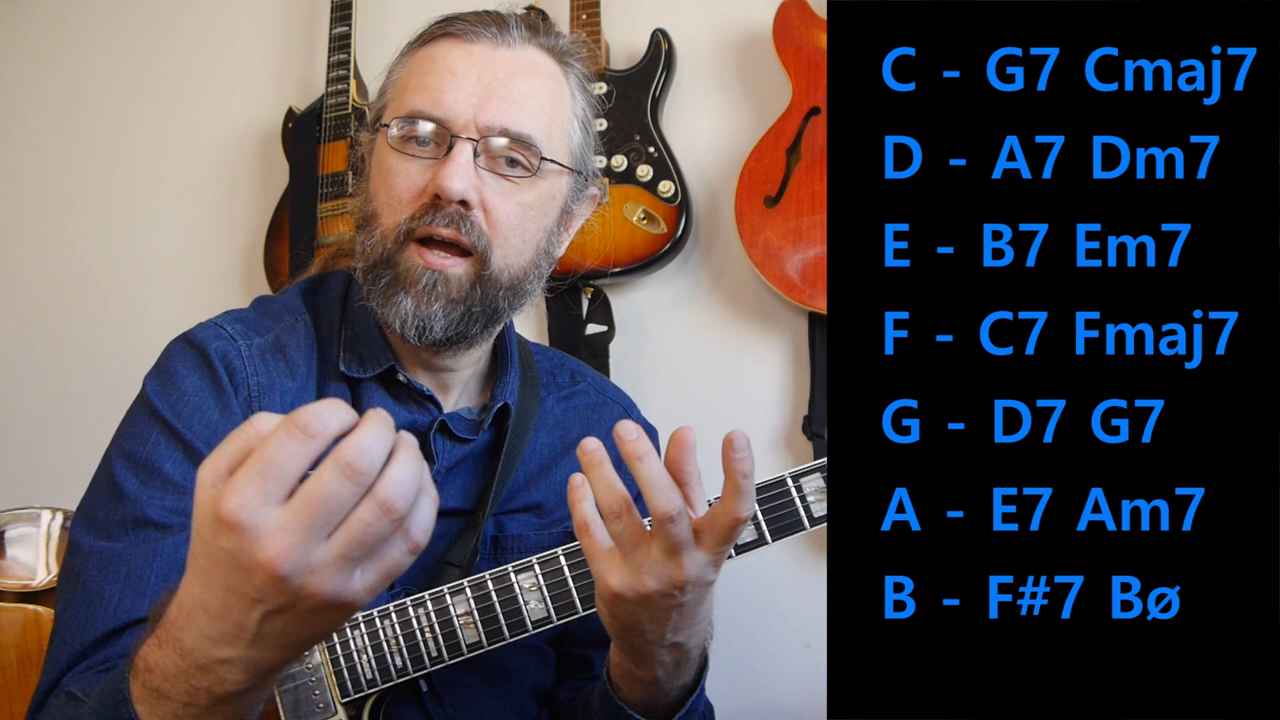 C - G7 Cmaj7
D - A7 Dm7
E - B7 Em7
F - C7 Fmaj7
G - D7 G7
A - E7 Am7
B - F#7 Bø